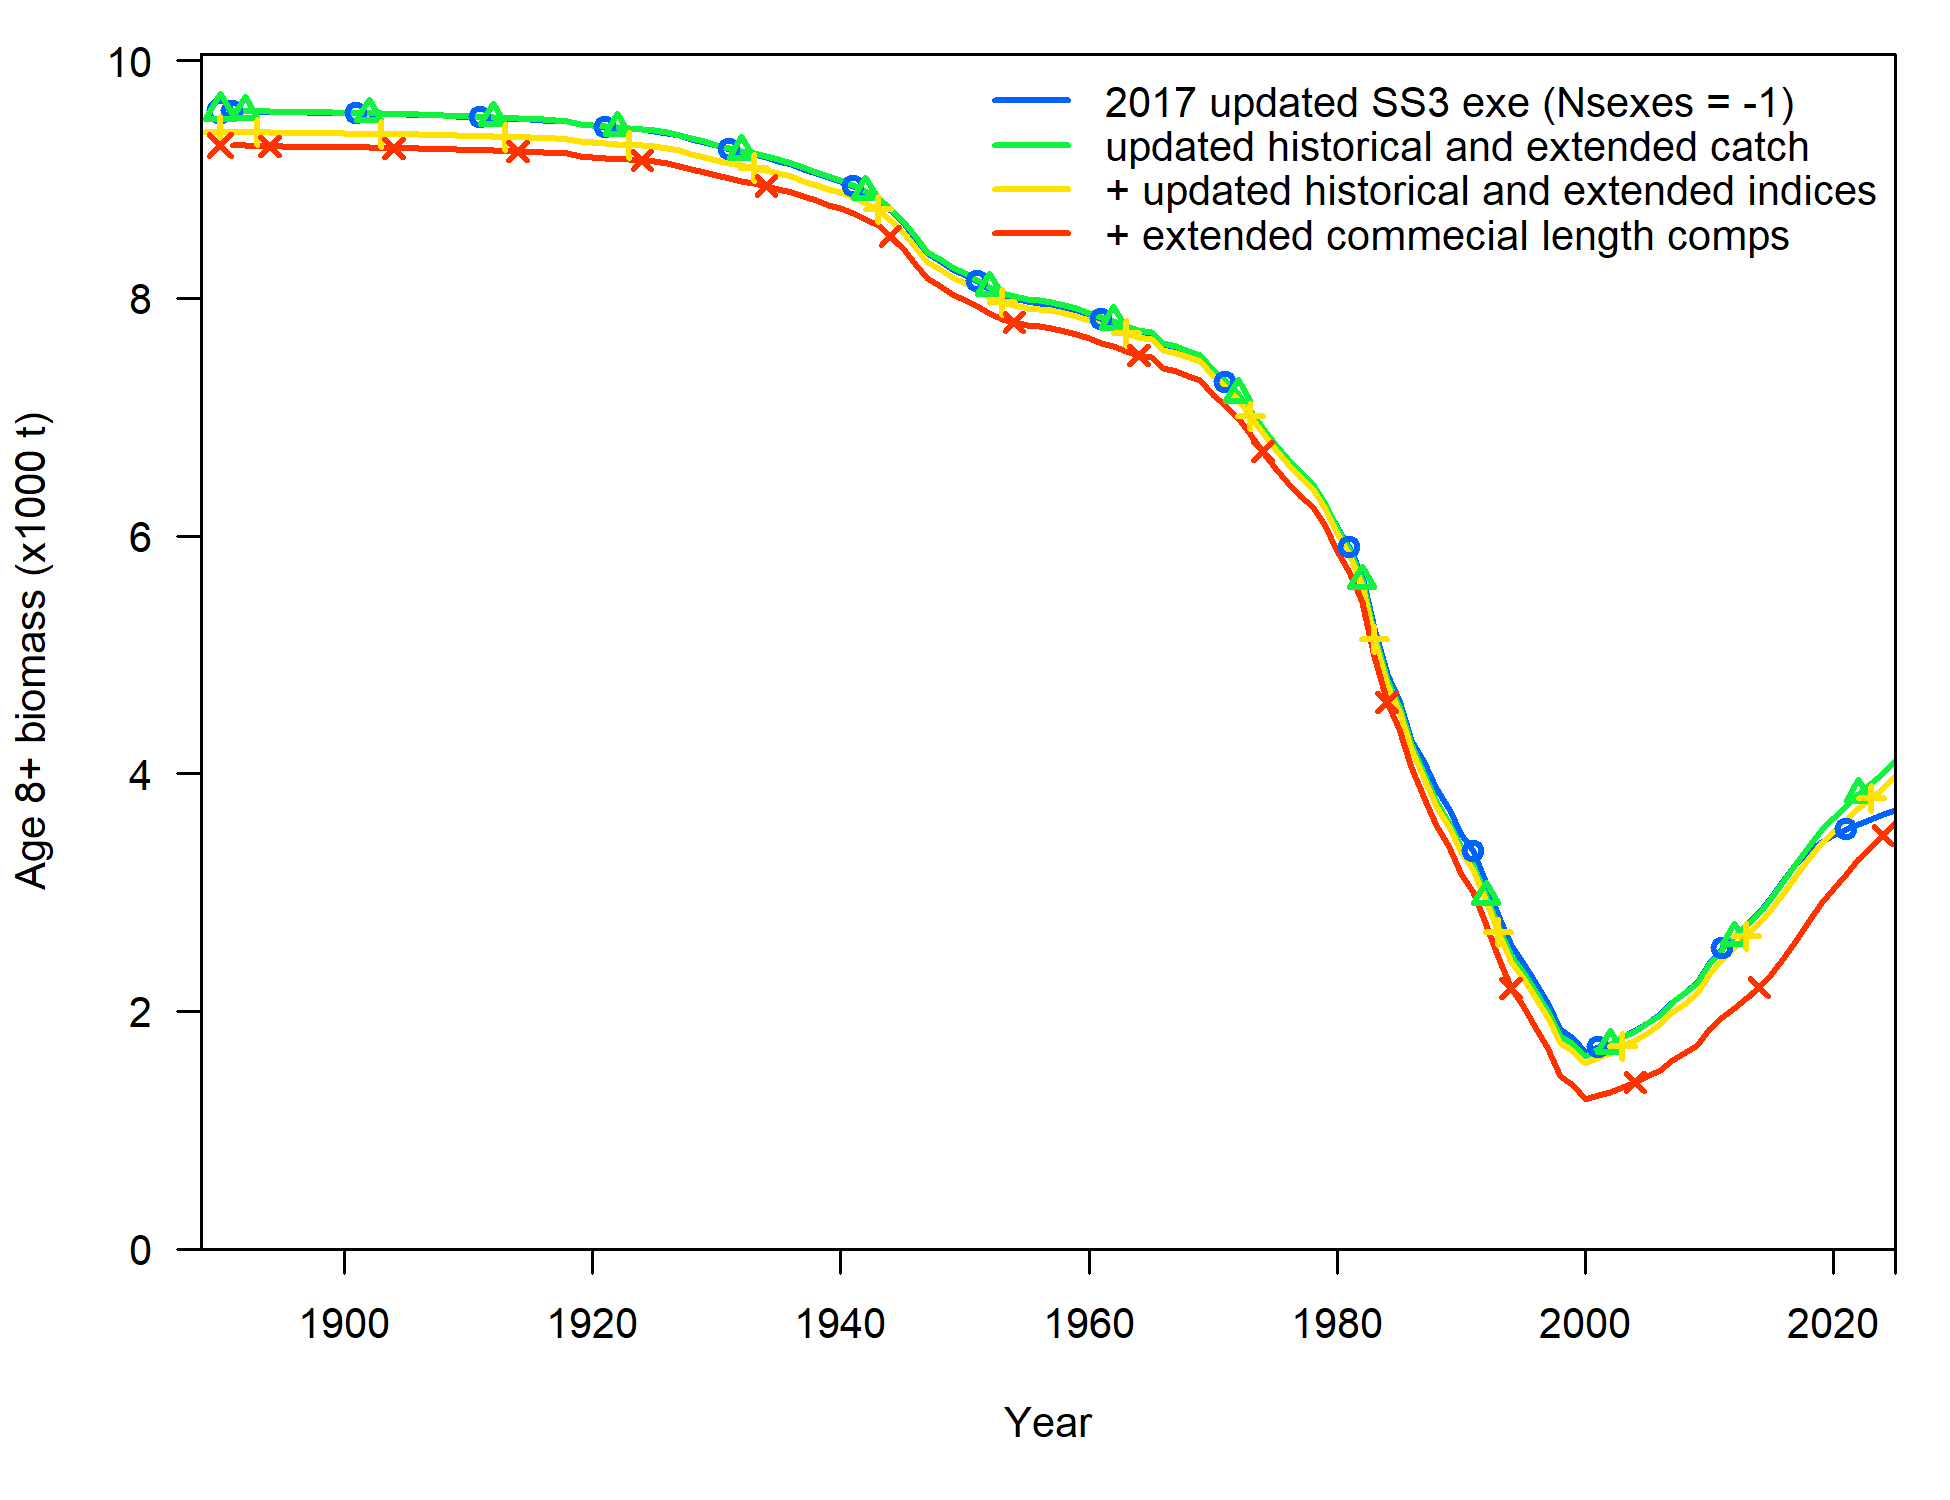 10
8
6
4
2
0
Age 8+ biomass (x1000 t)
2017 updated SS3 exe (Nsexes = -1)
updated historical and extended catch
+ updated historical and extended indices
+ extended commecial length comps
1900 1920 1940 1960 1980 2000 2020
Year